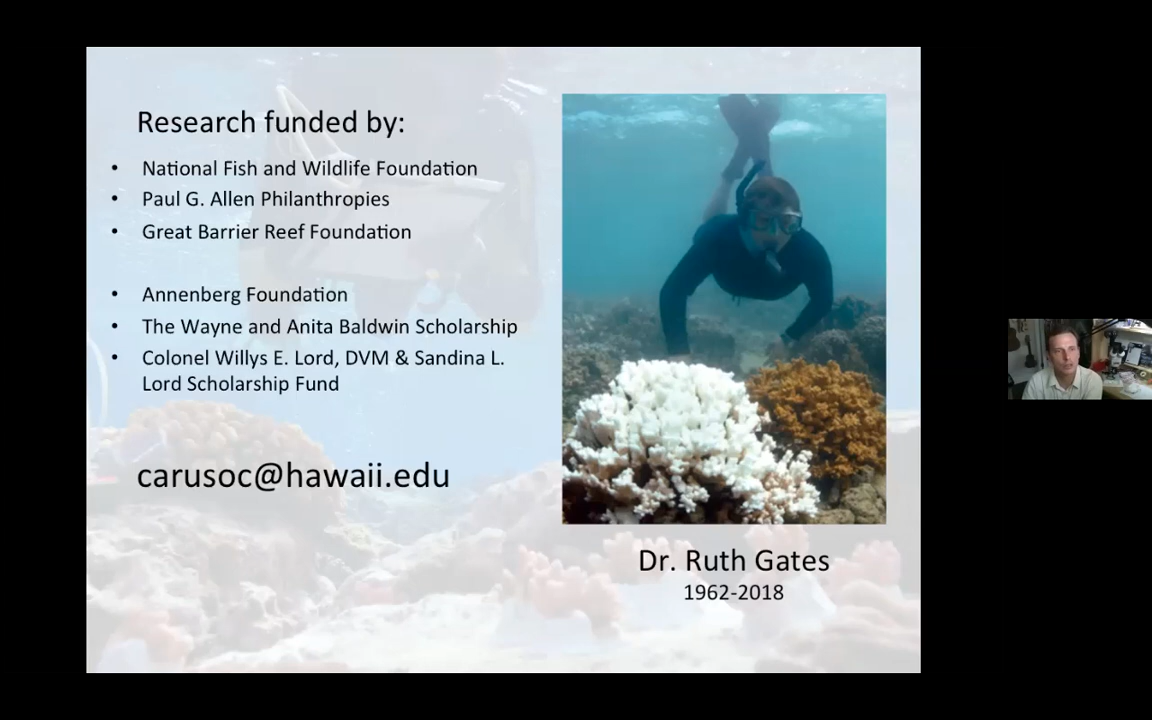 Research funded by:
• National Fish and Wildlife Foundation
• Paul G. Allen Philanthropies
• Great Barrier Reef Foundation
• Annenberg Foundation
• The Wayne and Anita Baldwin Scholarship
• Colonel Willys E. Lord, DVM & Sandina L.
Lord Scholarship Fund
carusoc@hawaii.edu
Dr. Ruth Gates
1962-2018